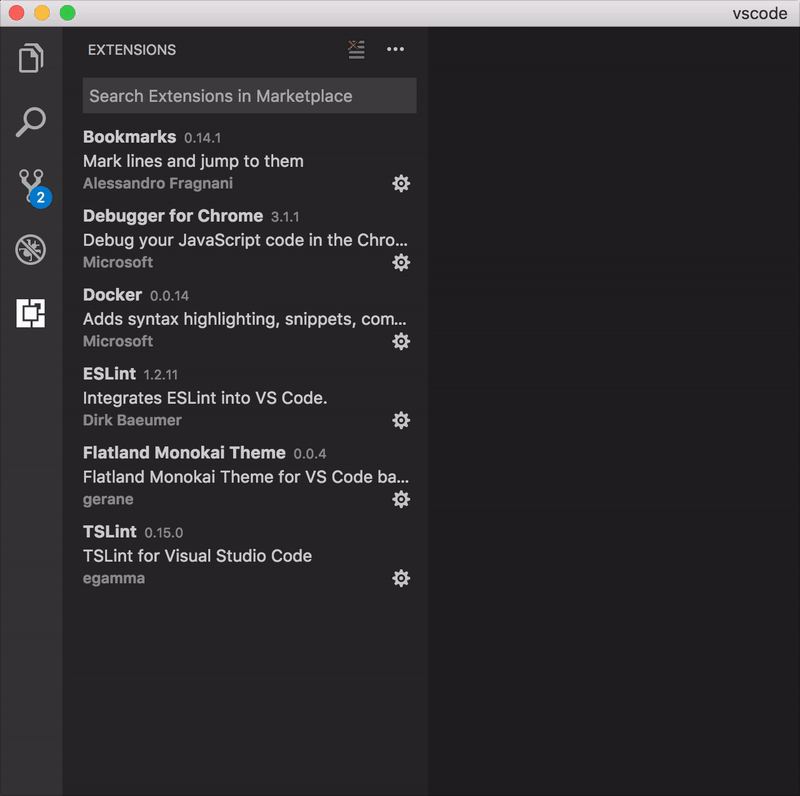 vscode
EXTENSIONS
Search Extensions in Marketplace
Bookmarks 0.14.1
Mark lines and jump to them
Alessandro Fragnani
2
Debugger for Chrome 3.1.1
Debug your JavaScript code in the Chro...
Microsoft
Docker 0.0.14
Adds syntax highlighting, snippets, com...
Microsoft
ESLint 1.2.11
Integrates ESLint into VS Code.
Dirk Baeumer
Flatland Monokai Theme 0.0.4
Flatland Monokai Theme for VS Code ba...
gerane
TSLint 0.15.0
TSLint for Visual Studio Code
egamma